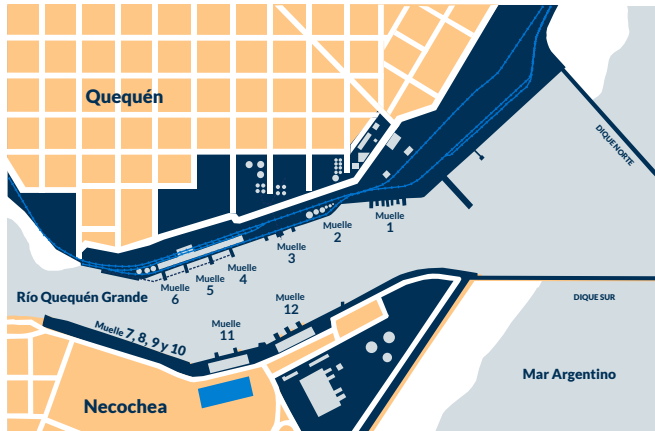 Quequén
DIQUE NORTE
Muelle
1
Muelle
2
Muelle
3
Muelle
4
Muelle
5
Muelle
6
Río Quequén Grande
DIQUE SUR
Muelle
12
Muelle
11
Muelle 7, 8, 9 y 10
Mar Argentino
Necochea